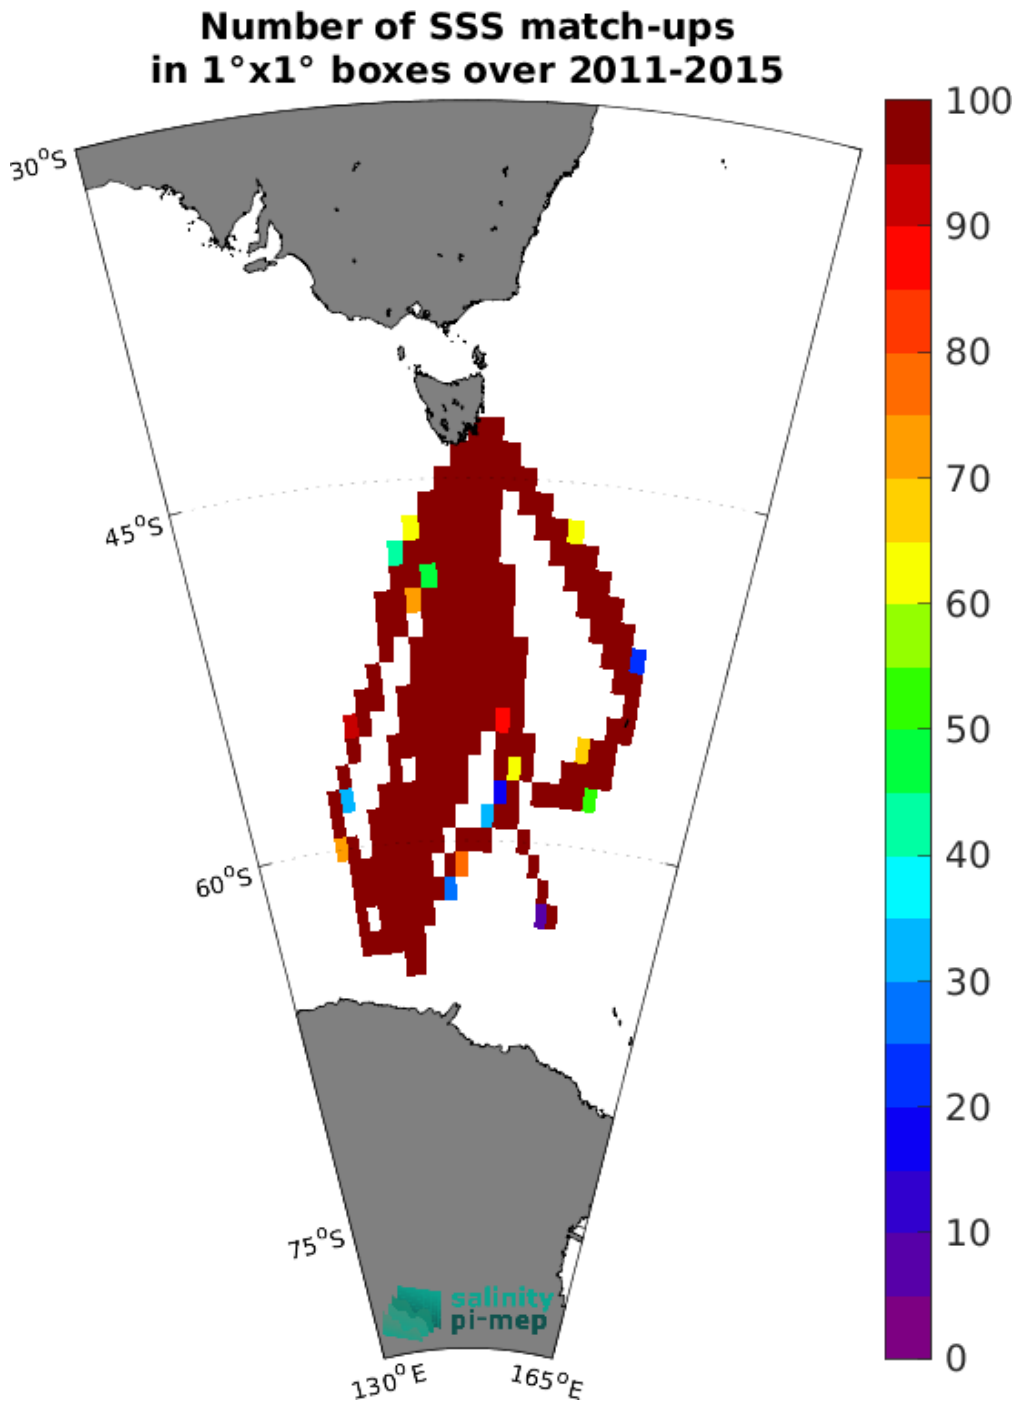 Number of SSS match-ups
in 1°x1° boxes over 2011-2015
100
30°S
90
80
70
45°S
60
50
40
60°S
30
20
10
75°S
salinity
pi-mep
0
130°E
165°E